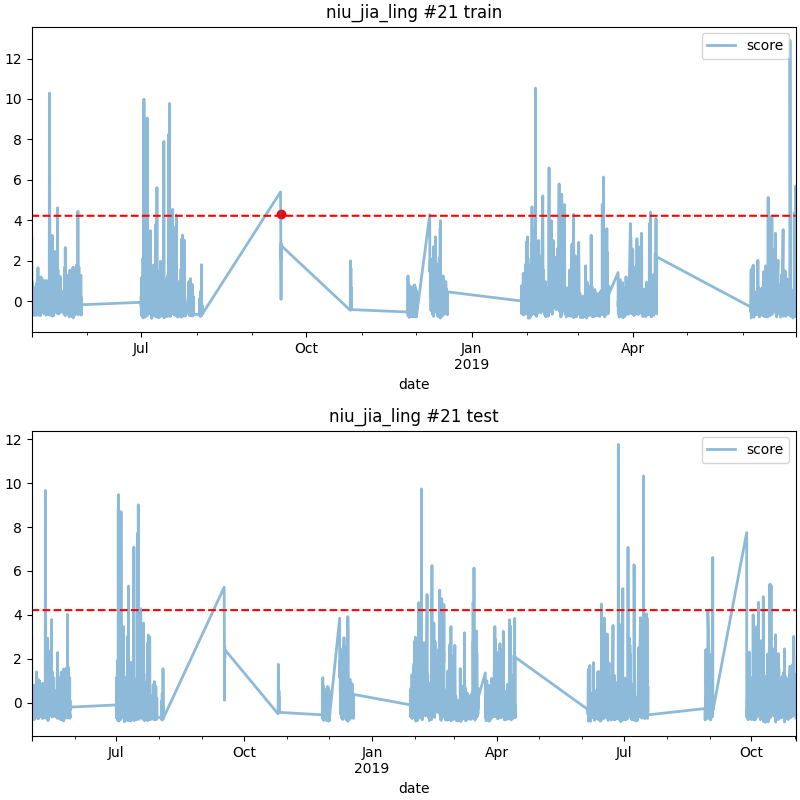 niu_jia_ling #21 train
score
12
10
8
6
4
2
0
Jul
Oct
Jan
2019
Apr
date
niu_jia_ling #21 test
score
12
10
8
6
4
2
0
Jul
Oct
Jan
2019
Apr
Jul
Oct
date